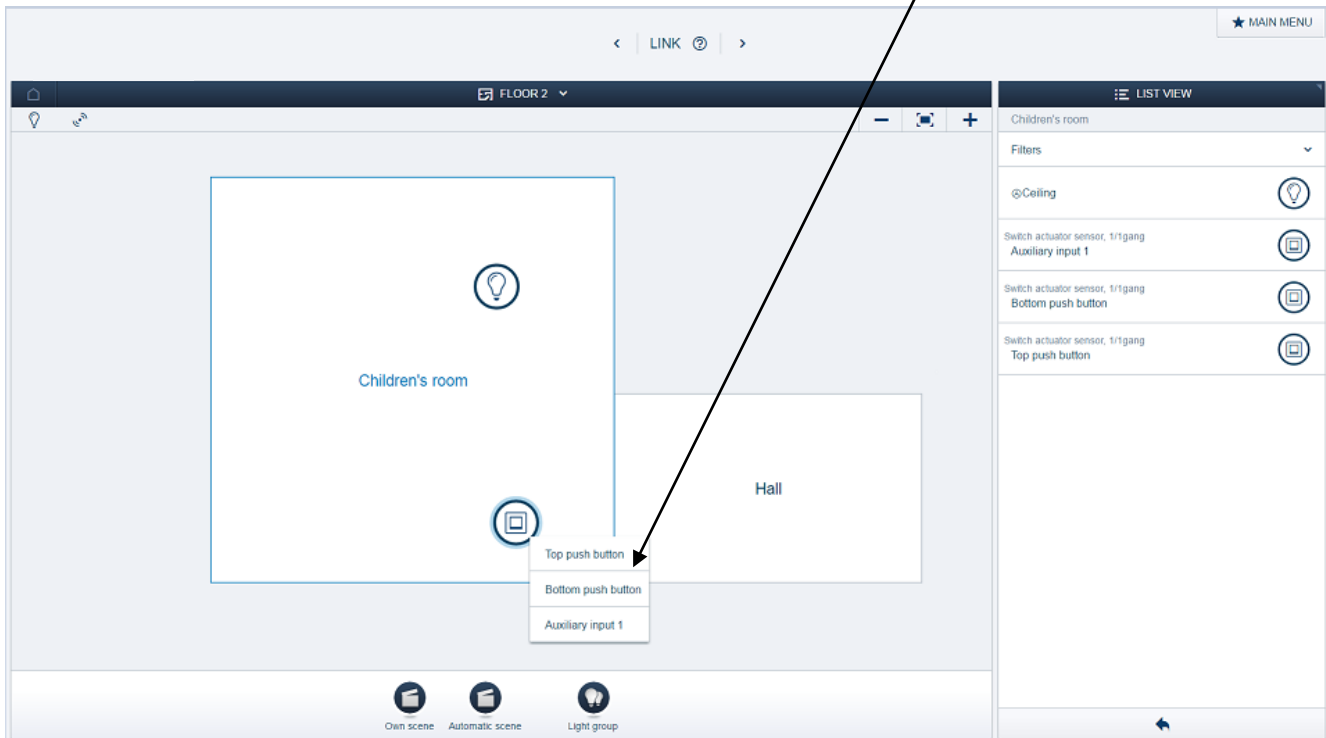 MAIN MENU
LINK
FLOOR 2
LIST VIEW
Children's room
Filters
Ceiling
Switch actuator sensor, 1/1gang
Auxiliary input 1
Switch actuator sensor, 1/1gang
Bottom push button
Switch actuator sensor, 1/1gang
Top push button
Children's room
Hall
Top push button
Bottom push button
Auxiliary input 1
Own scene
Automatic scene
Light group